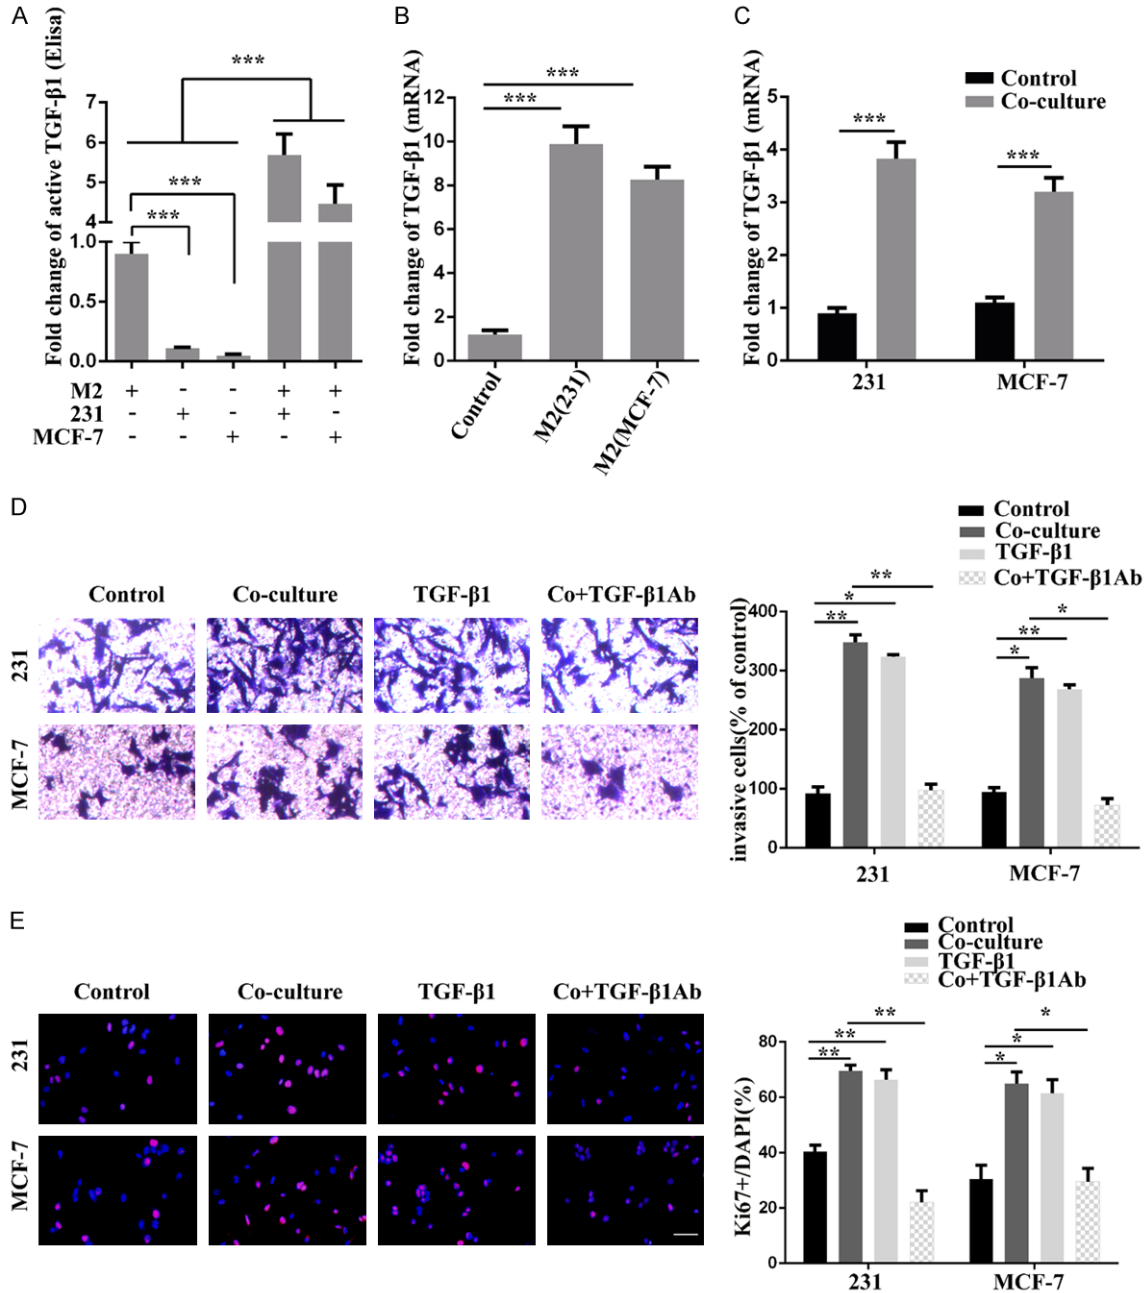 A
Fold change of active TGF-β1 (Elisa)
***
***
***
7
6
5
4
1.0
0.5
0.0
M2 + - - + +
231 - + - + -
MCF-7 - - + - +
B
Fold change of TGF-β1 (mRNA)
***
***
12
10
8
6
4
2
0
Control
M2(231)
M2(MCF-7)
C
Fold change of TGF-β1 (mRNA)
Control
Co-culture
***
***
5
4
3
2
1
0
231 MCF-7
D
Control Co-culture TGF-β1 Co+TGF-β1Ab
231
MCF-7
Control
Co-culture
TGF-β1
Co+TGF-β1Ab
invasive cells(% of control)
**
*
**
*
**
*
400
300
200
100
0
231 MCF-7
E
Control Co-culture TGF-β1 Co+TGF-β1Ab
231
MCF-7
Control
Co-culture
TGF-β1
Co+TGF-β1Ab
Ki67+/DAPI(%)
**
**
**
*
*
*
80
60
40
20
0
231 MCF-7